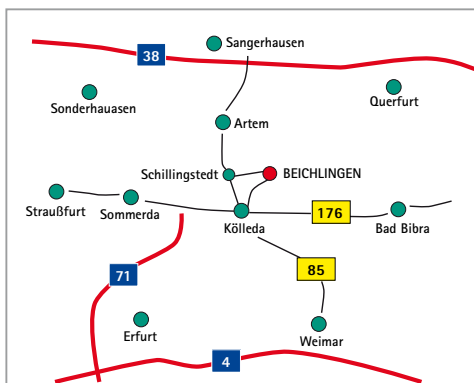 Sangerhausen
38
Sonderhauasen
Querfurt
Artem
Schillingstedt
BEICHLINGEN
Straußfurt
Sommerda
Kölleda
176
Bad Bibra
85
71
Erfurt
Weimar
4